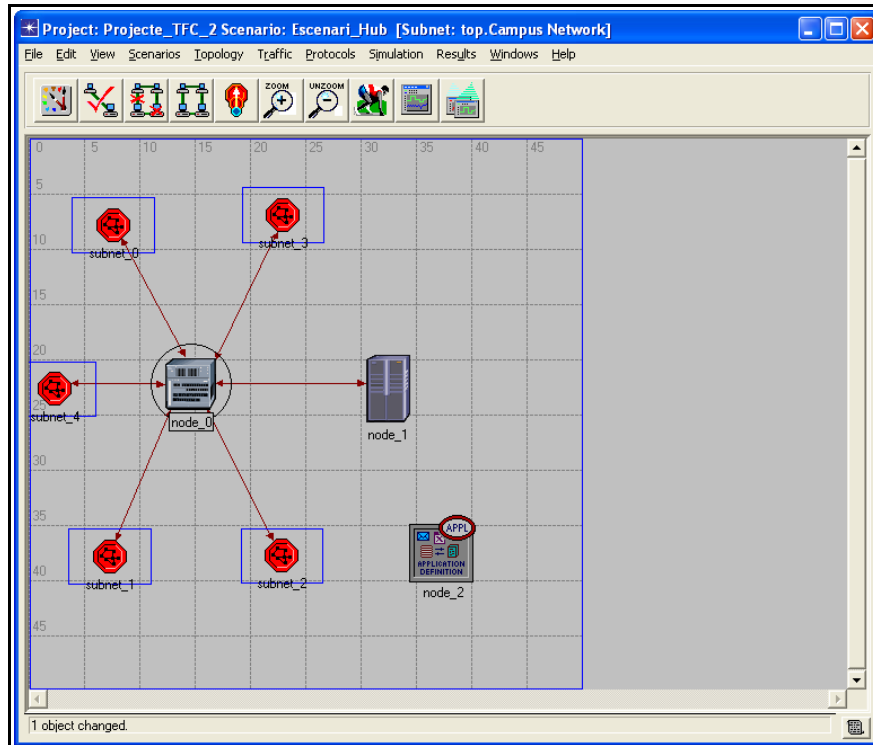 Project: Projecte_TFC_2 Scenario: Escenari_Hub [Subnet: top.Campus Network]
File Edit View Scenarios Topology Traffic Protocols Simulation Results Windows Help
ZOOM UNZOOM
0 5 10 15 20 25 30 35 40 45
5
subnet_0 subnet_3
10
15
20
25
subnet_4
node_0
node_1
30
35
APPL
APPLICATION
DEFINITION
40
subnet_1 subnet_2 node_2
45
1 object changed.